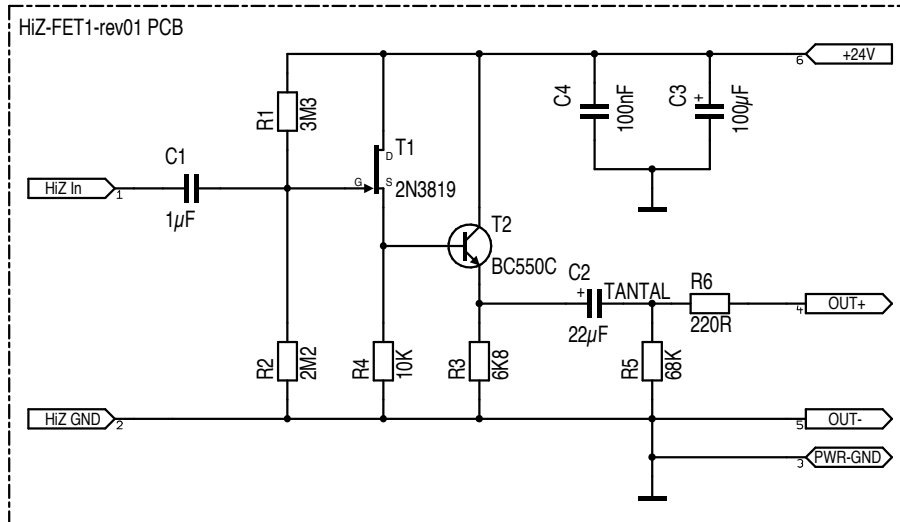 HiZ-FET1-rev01 PCB
+24V
6
R1
3M3
C4
100nF
C3
+
100µF
C1
1µF
HiZ In
1
D
G
S
T1
2N3819
T2
BC550C
C2
+
TANTAL
22µF
R6
220R
OUT+
4
R2
2M2
R4
10K
R3
6K8
R5
68K
HiZ GND
2
OUT-
5
PWR-GND
3